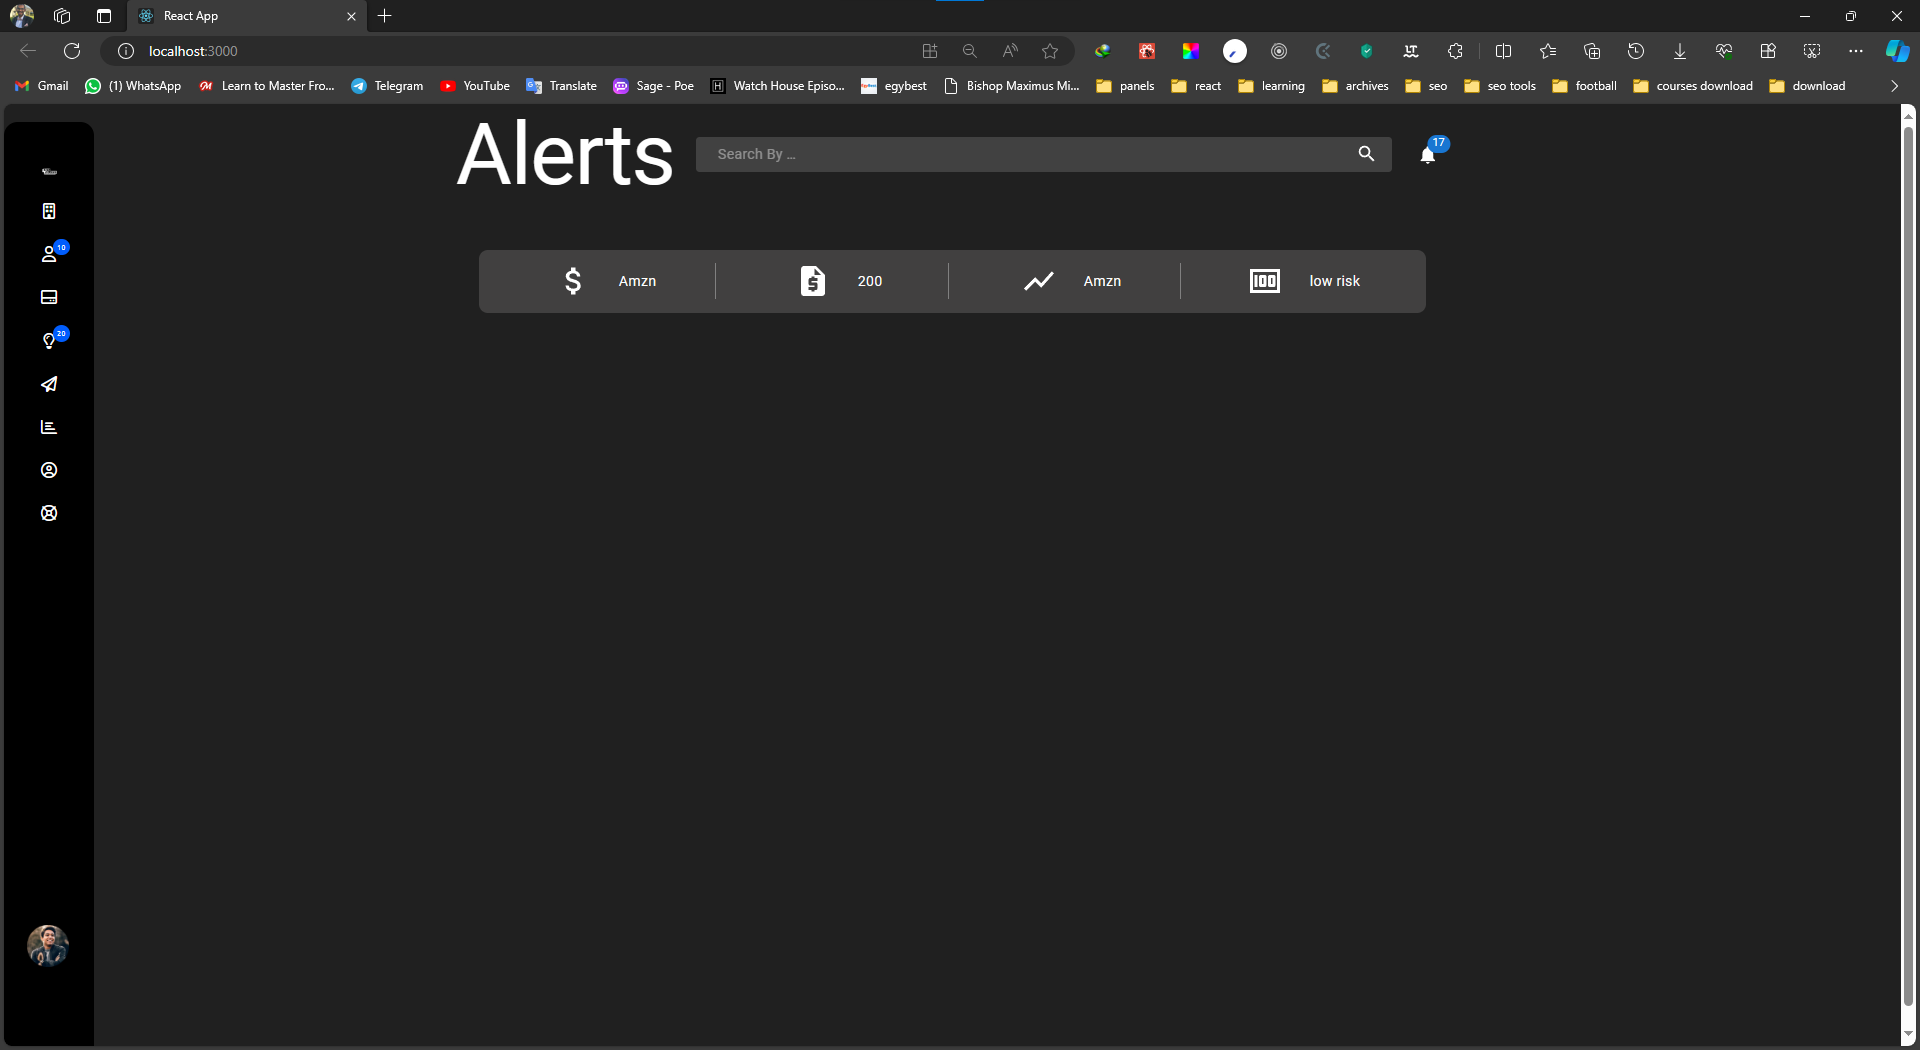 React App
localhost:3000
Gmail (1) WhatsApp Learn to Master Fro... Telegram YouTube Translate Sage - Poe Watch House Episo... egybest Bishop Maximus Mi... panels react learning archives seo seo tools football courses download download
Alerts Search By ... 17
Amzn 200 Amzn low risk
10
20